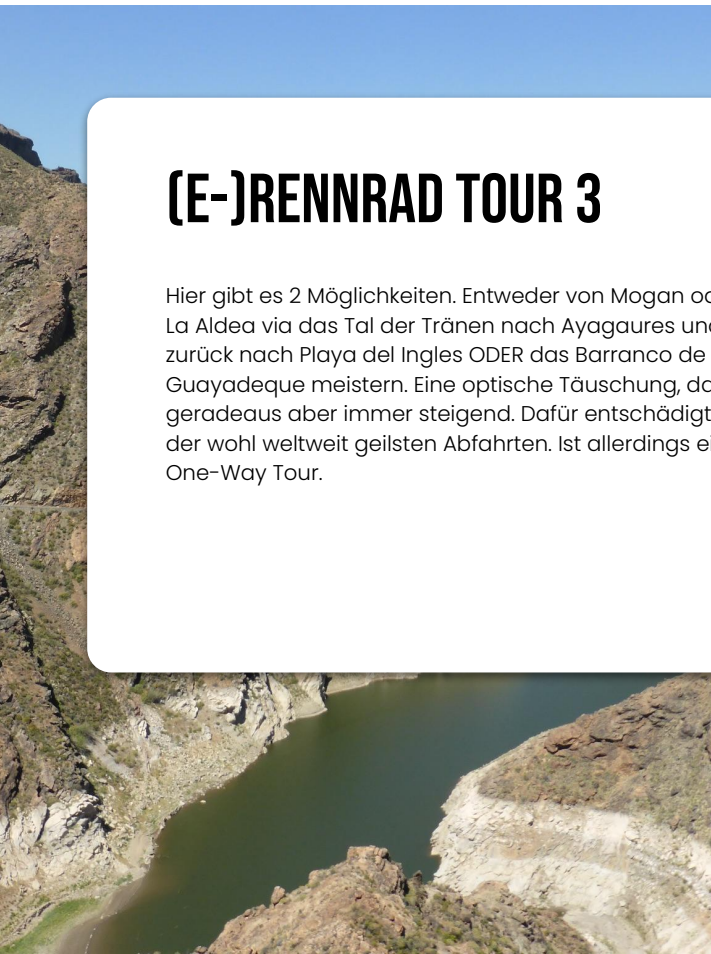 (E-)RENNRAD TOUR 3
Hier gibt es 2 Möglichkeiten. Entweder von Mogan
La Aldea via das Tal der Tränen nach Ayagaures
zurück nach Playa del Ingles ODER das Barranco de
Guayadeque meistern. Eine optische Täuschung,
geradeaus aber immer steigend. Dafür entschädigt
der wohl weltweit geilsten Abfahrten. Ist allerdings
One-Way Tour.